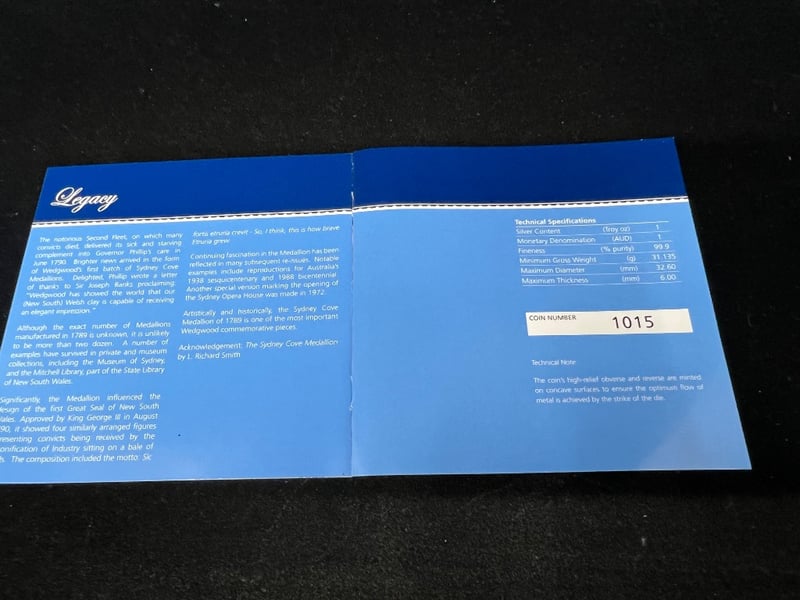 Legacy
The notorious Second Fleet, on which many
convicts died, delivered its sick and starving
complement into Governor Phillip's care in
June 1790. Brighter news arrived in the form
of Wedgwood's first batch of Sydney Cove
Medallions. Delighted, Phillip wrote a letter
of thanks to Sir Joseph Banks proclaiming:
"Wedgwood has showed the world that our
(New South) Welsh clay is capable of receiving
an elegant impression."
Although the exact number of Medallions
manufactured in 1789 is unknown, it is unlikely
to be more than two dozen. A number of
examples have survived in private and museum
collections, including the Museum of Sydney,
and the Mitchell Library, part of the State Library
of New South Wales.
Significantly, the Medallion influenced the
design of the first Great Seal of New South
Wales. Approved by King George III in August
90, it showed four similarly arranged figures
resenting convicts being received by the
onification of Industry sitting on a bale of
s. The composition included the motto: Sic
fortis etruria crevit - So, I think, this is how brave
Etruria grew.
Continuing fascination in the Medallion has been
reflected in many subsequent re-issues. Notable
examples include reproductions for Australia's
1938 sesquicentenary and 1988 bicentennial.
Another special version marking the opening of
the Sydney Opera House was made in 1972.
Artistically and historically, the Sydney Cove
Medallion of 1789 is one of the most important
Wedgwood commemorative pieces.
Acknowledgement: The Sydney Cove Medallion
by L. Richard Smith
Technical Specifications
Silver Content (Troy oz) 1
Monetary Denomination (AUD) 1
Fineness (% purity) 99.9
Minimum Gross Weight (g) 31.135
Maximum Diameter (mm) 32.60
Maximum Thickness (mm) 6.00
COIN NUMBER 1015
Technical Note
The coin's high-relief obverse and reverse are minted
on concave surfaces to ensure the optimum flow of
metal is achieved by the strike of the die.